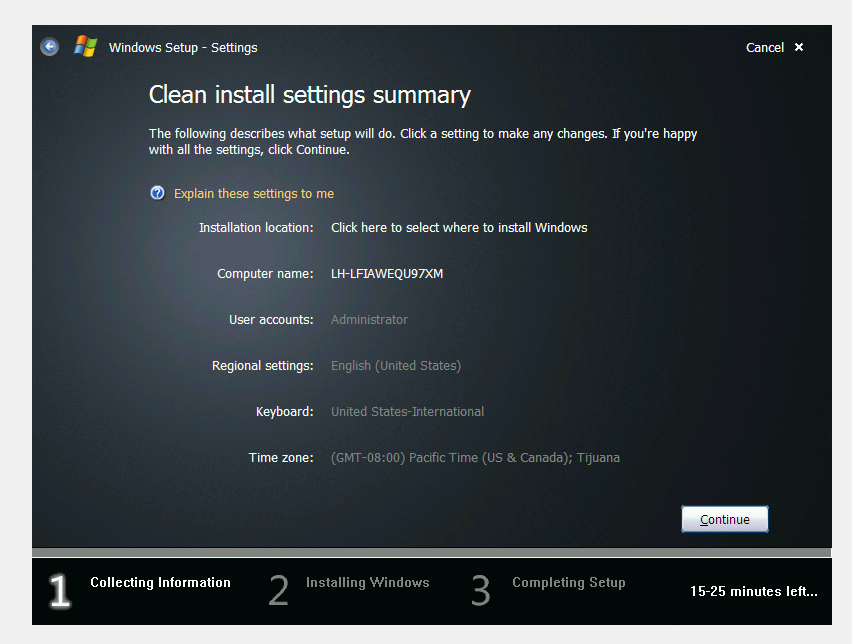 Windows Setup - Settings
Cancel ×
Clean install settings summary
The following describes what setup will do. Click a setting to make any changes. If you're happy
with all the settings, click Continue.
Explain these settings to me
Installation location: Click here to select where to install Windows
Computer name: LH-LFIAWEQU97XM
User accounts: Administrator
Regional settings: English (United States)
Keyboard: United States-International
Time zone: (GMT-08:00) Pacific Time (US & Canada); Tijuana
Continue
1 Collecting Information
2 Installing Windows
3 Completing Setup
15-25 minutes left...